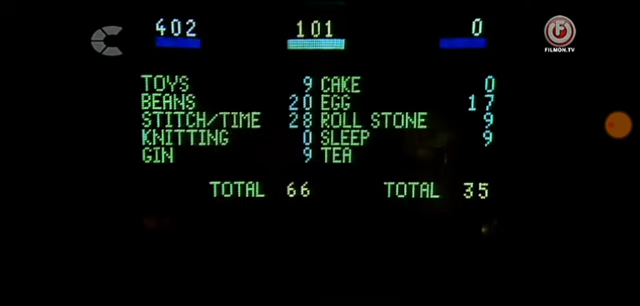 402 101 0
FILMON.TV
TOYS 9 CAKE 0
BEANS 20 EGG 17
STITCH/TIME 28 ROLL STONE 9
KNITTING 0 SLEEP 9
GIN 9 TEA
TOTAL 66 TOTAL 35